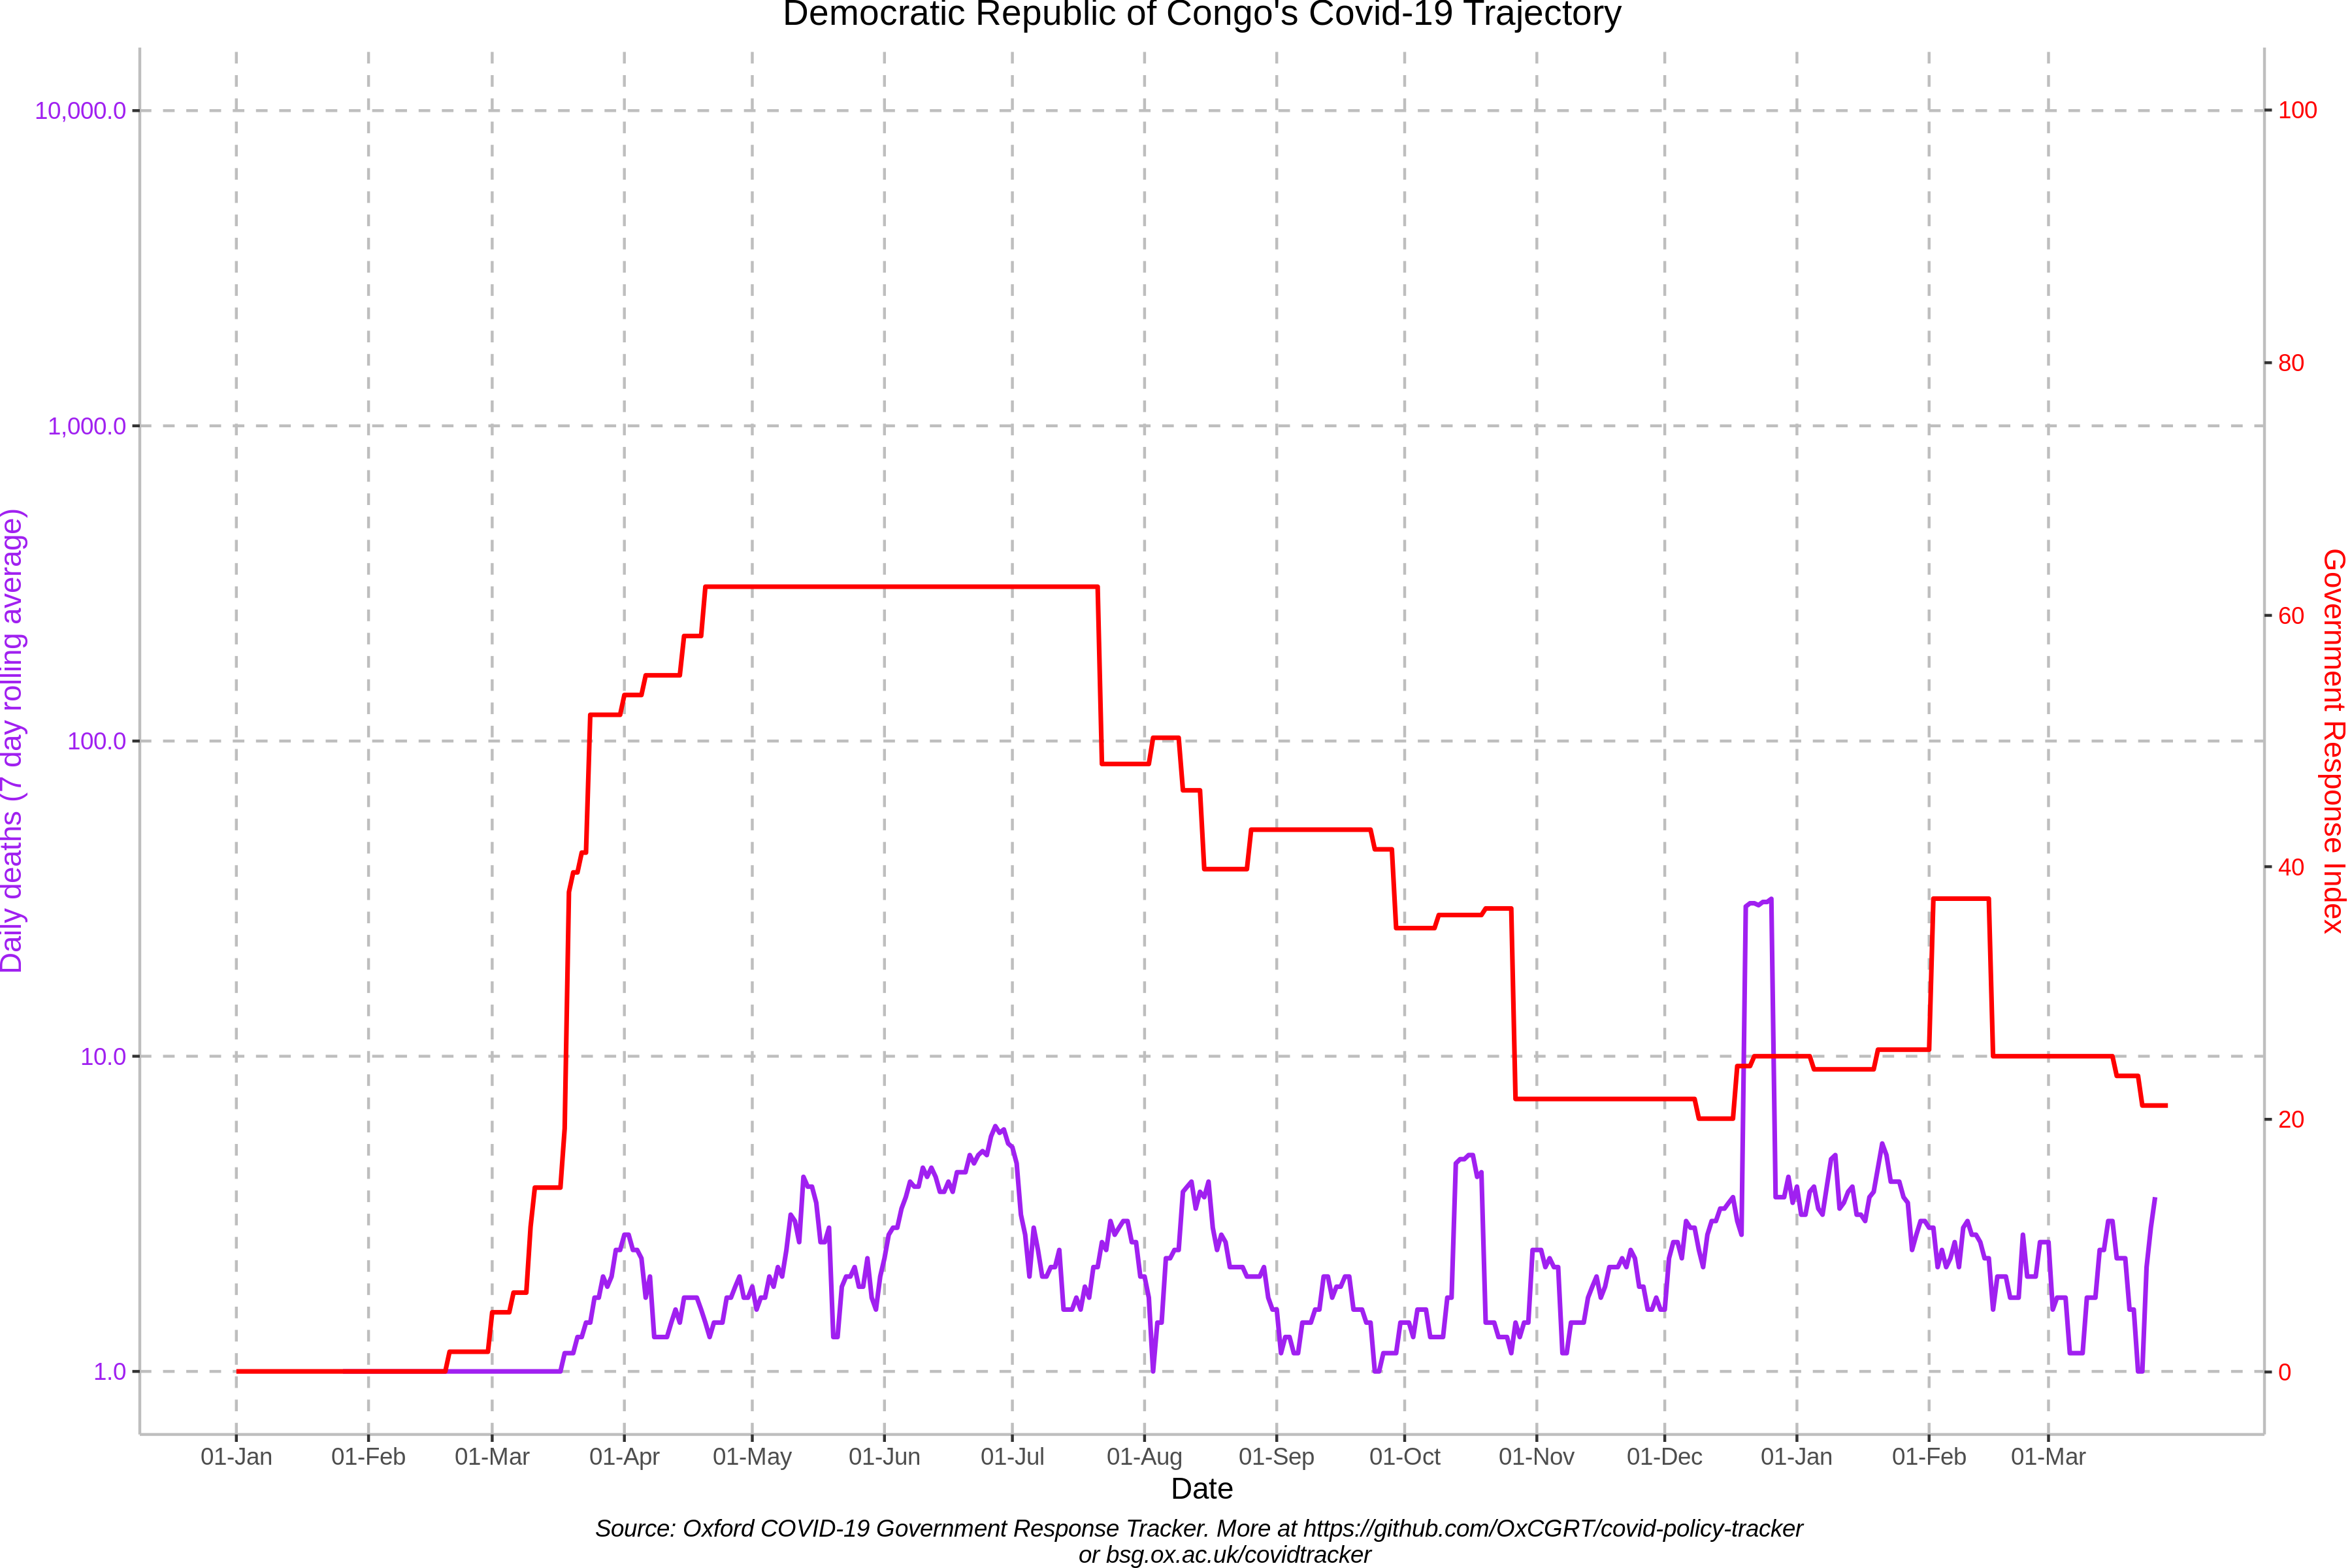 Democratic Republic of Congo's Covid-19 Trajectory
10,000.0
1,000.0
100.0
10.0
1.0
Daily deaths (7 day rolling average)
100
80
60
40
20
0
Government Response Index
01-Jan 01-Feb 01-Mar 01-Apr 01-May 01-Jun 01-Jul 01-Aug 01-Sep 01-Oct 01-Nov 01-Dec 01-Jan 01-Feb 01-Mar
Date
Source: Oxford COVID-19 Government Response Tracker. More at https://github.com/OxCGRT/covid-policy-tracker
or bsg.ox.ac.uk/covidtracker